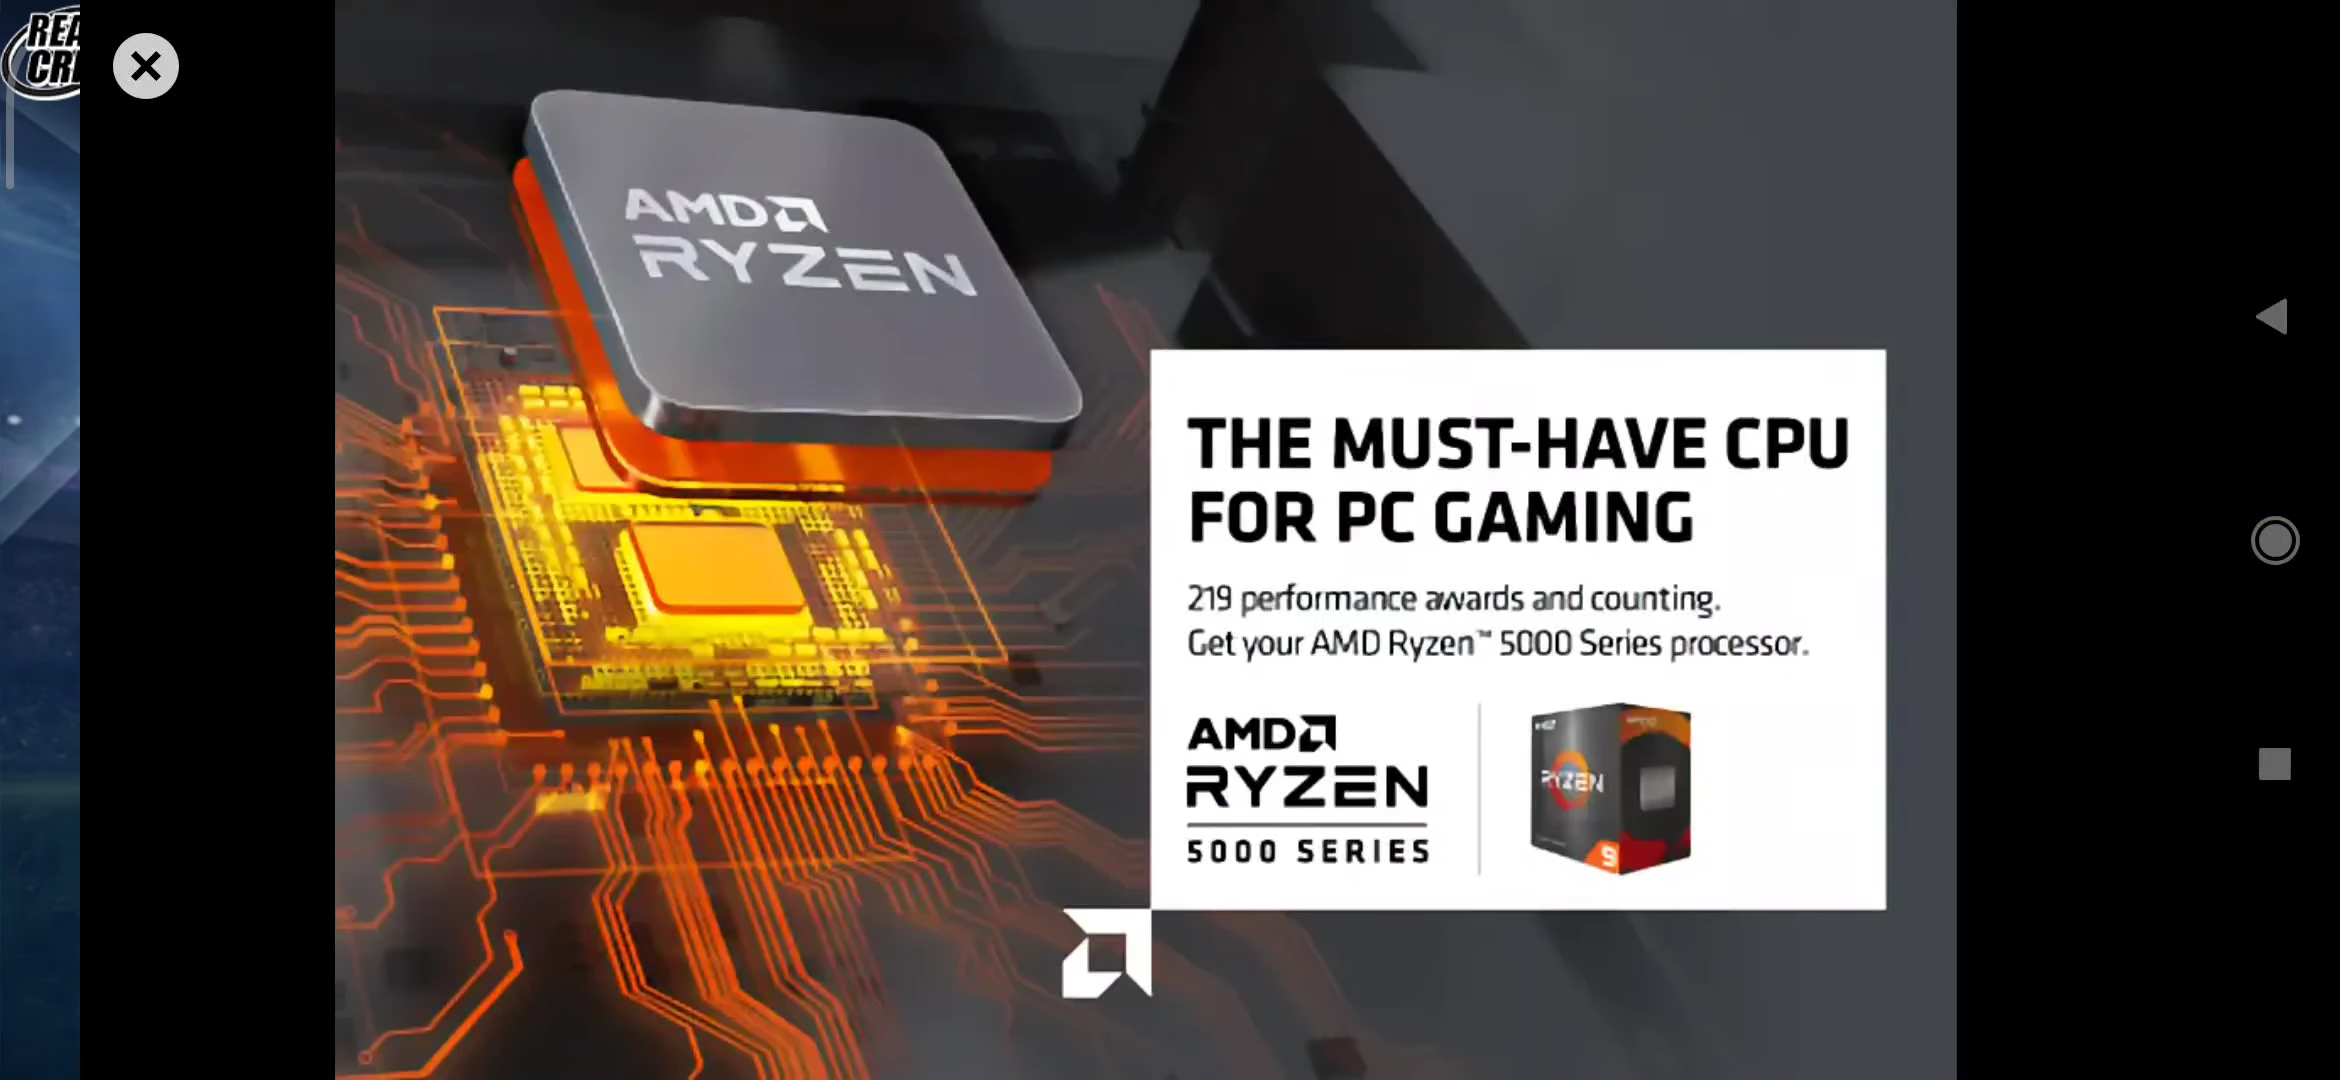 AMD
RYZEN
THE MUST-HAVE CPU
FOR PC GAMING
219 performance awards and counting.
Get your AMD Ryzen™ 5000 Series processor.
AMD
RYZEN
5000 SERIES
RYZEN
9